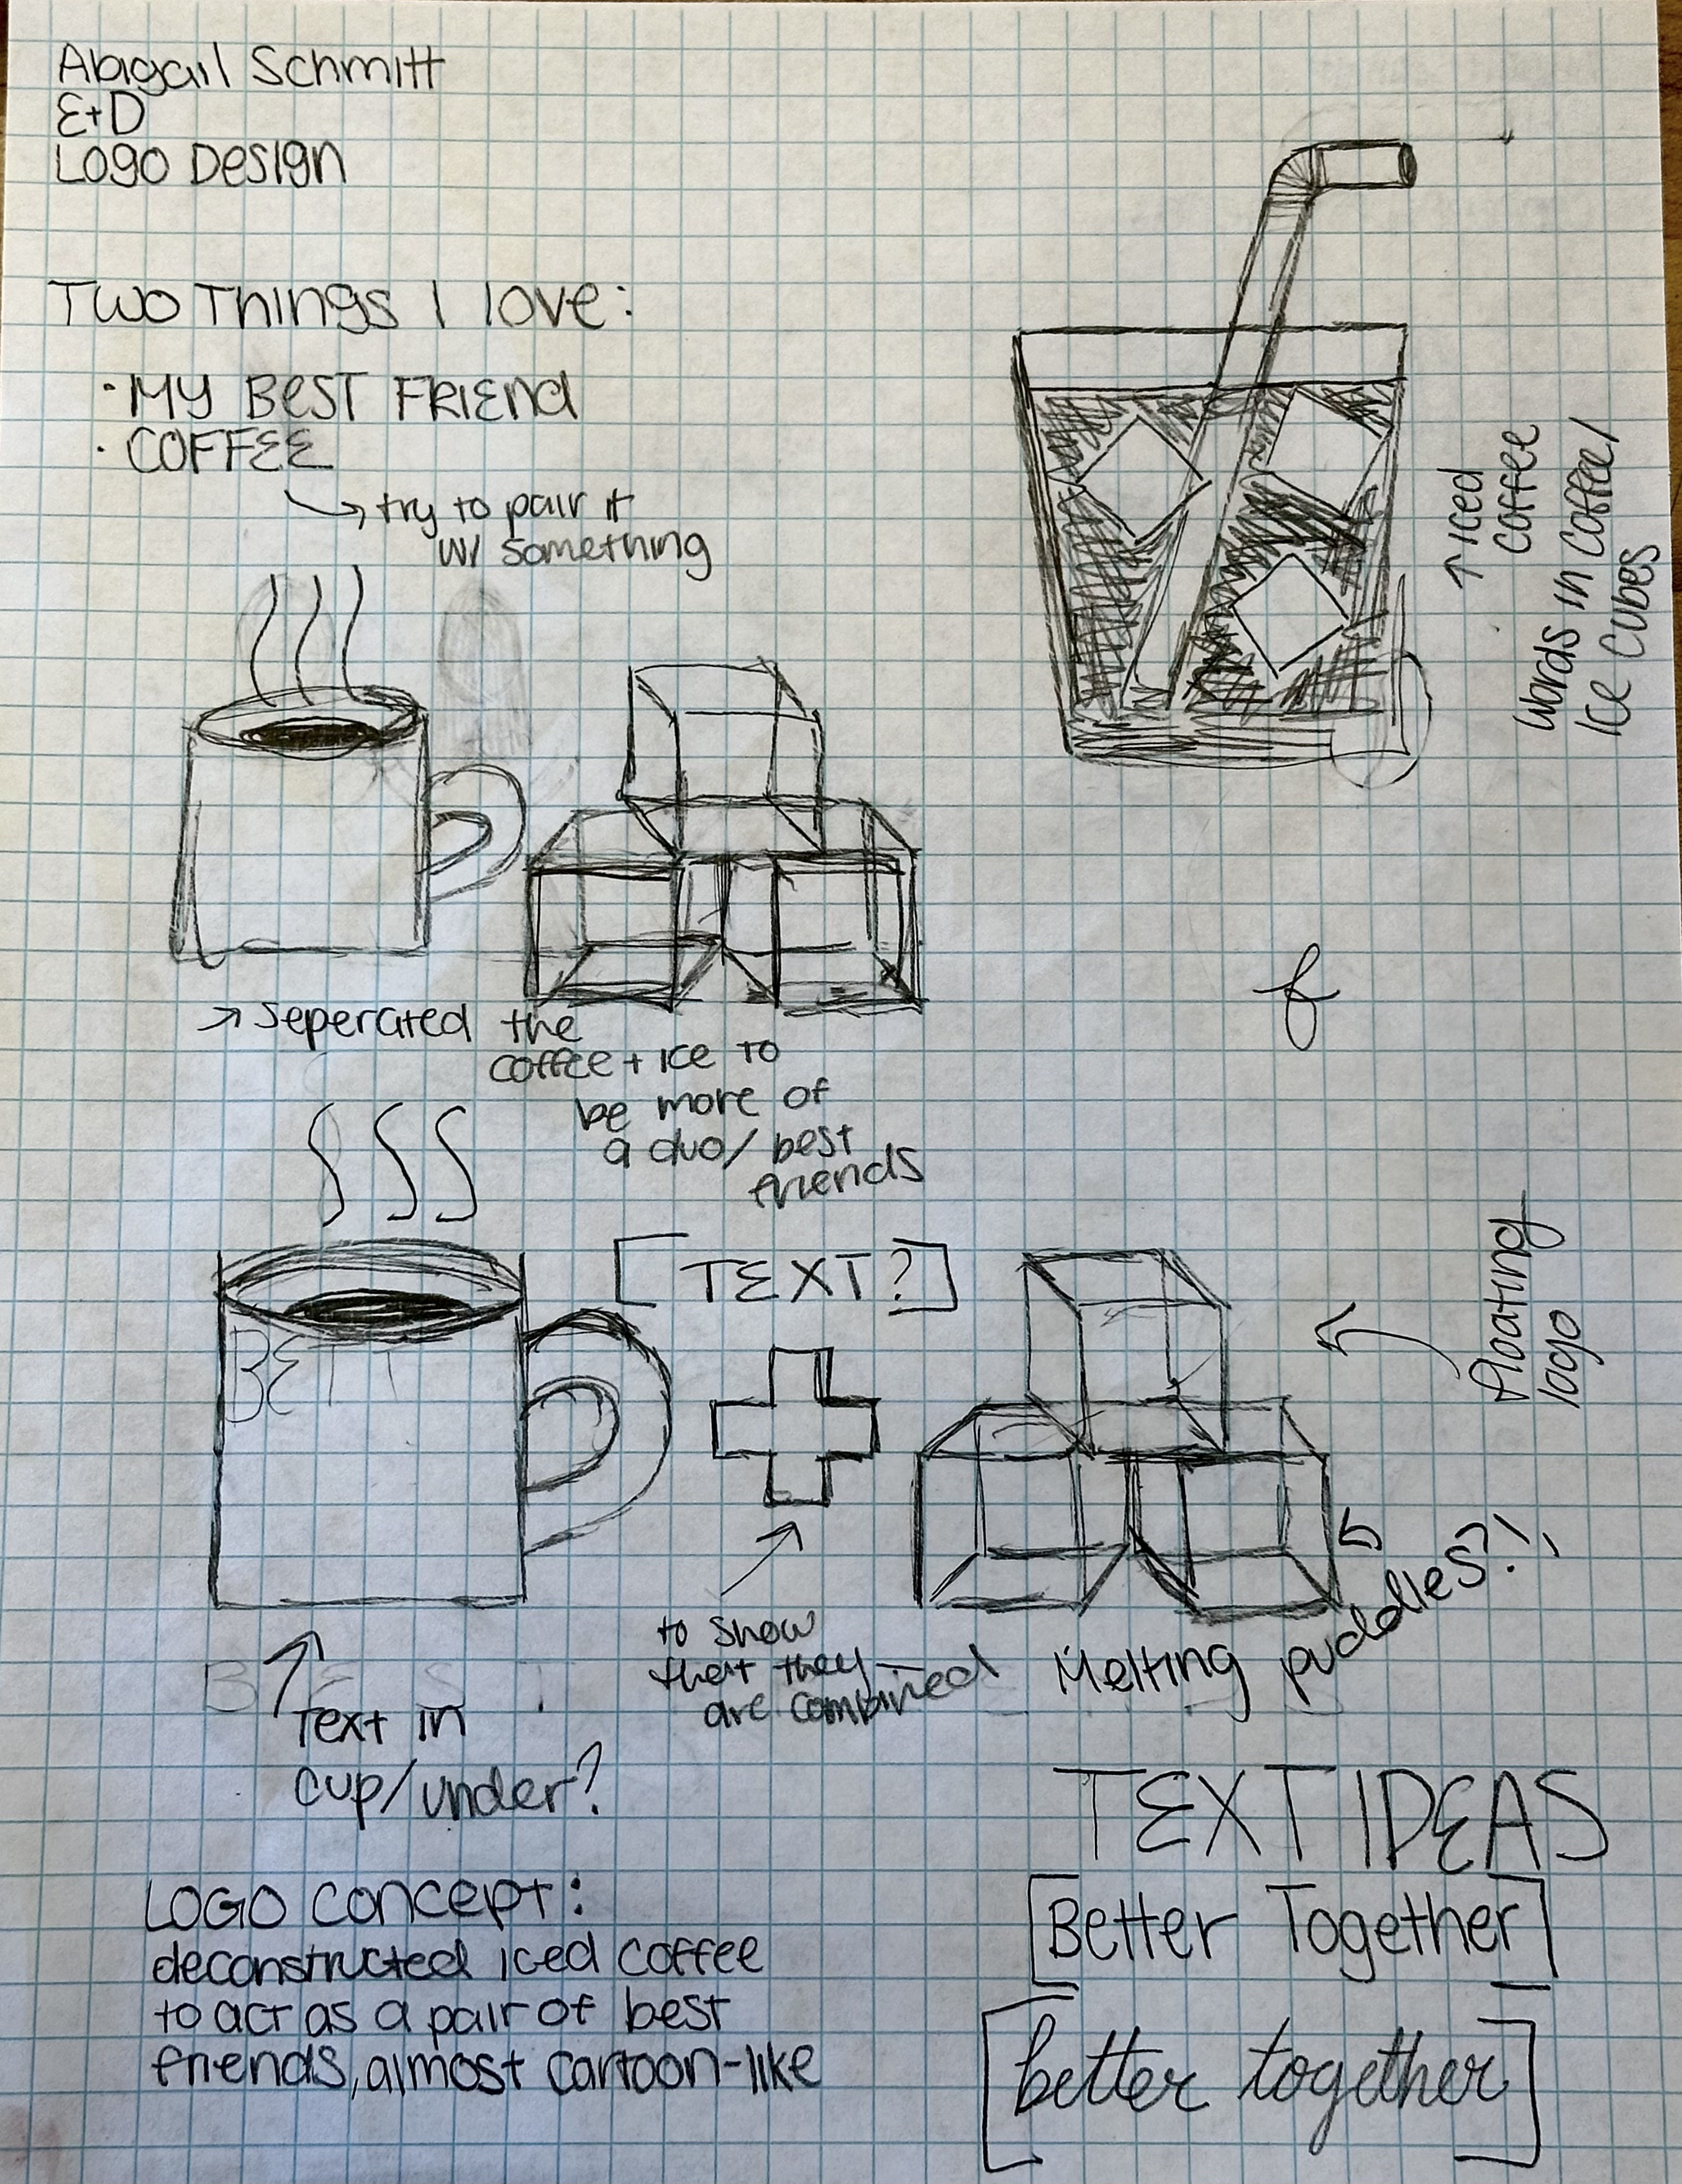 Abigail Schmitt
E+D
LOGO DESIGN
Two Things I love:
· MY BEST FRIEND
· COFFEE
→ try to pair it
w/ something
↑ iced
coffee
words in coffee/
ice cubes
→ Seperated the
coffee + ice to
be more of
a duo/ best
friends
f
[TEXT?]
BETT
floating
logo
to show
that they
are combined
Melting puddles?!
B E S T
Text in
cup/under?
TEXT IDEAS
[Better Together]
[better together]
LOGO CONCEPT:
deconstructed iced coffee
to act as a pair of best
friends, almost cartoon-like